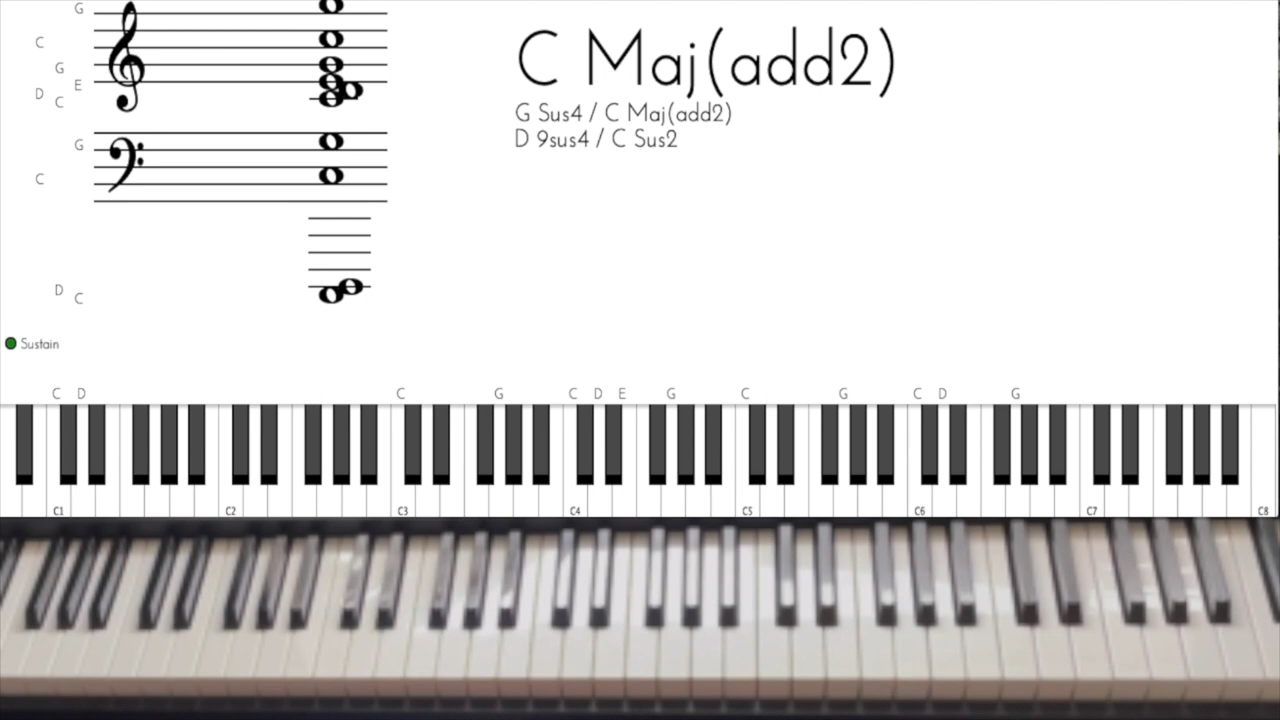 G
C Maj(add2)
C
G
E
D
C
G Sus4 / C Maj(add2)
D 9sus4 / C Sus2
G
C
D
C
Sustain
C D C G C D E G C G C D G
C1 C2 C3 C4 C5 C6 C7 C8